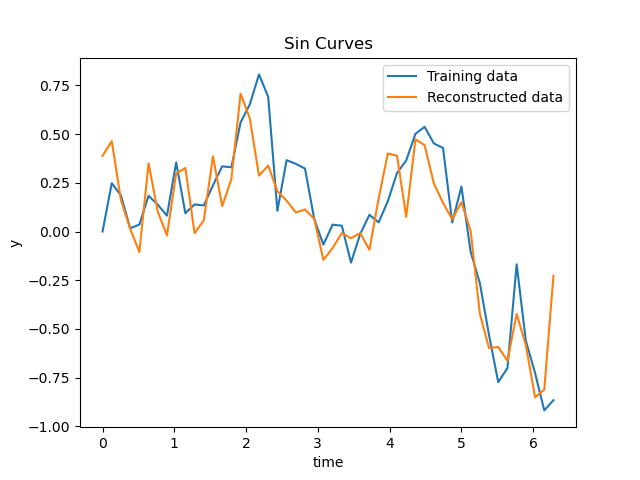 Sin Curves
Training data
Reconstructed data
0.75
0.50
0.25
0.00
−0.25
−0.50
−0.75
−1.00
y
0 1 2 3 4 5 6
time